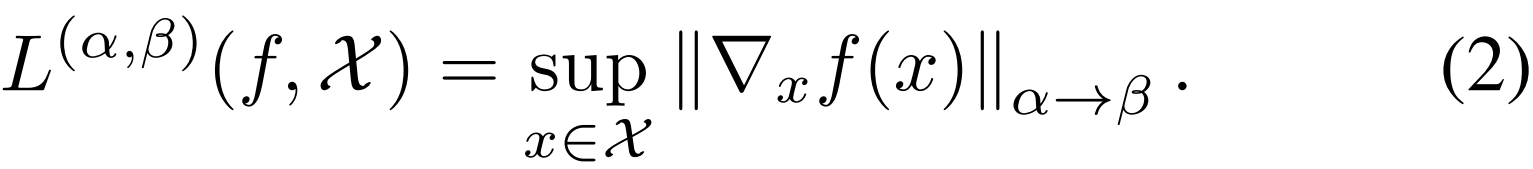 L^{(α,β)}(f, 𝒳) = sup_{x∈𝒳} ‖∇_x f(x)‖_{α→β} . (2)